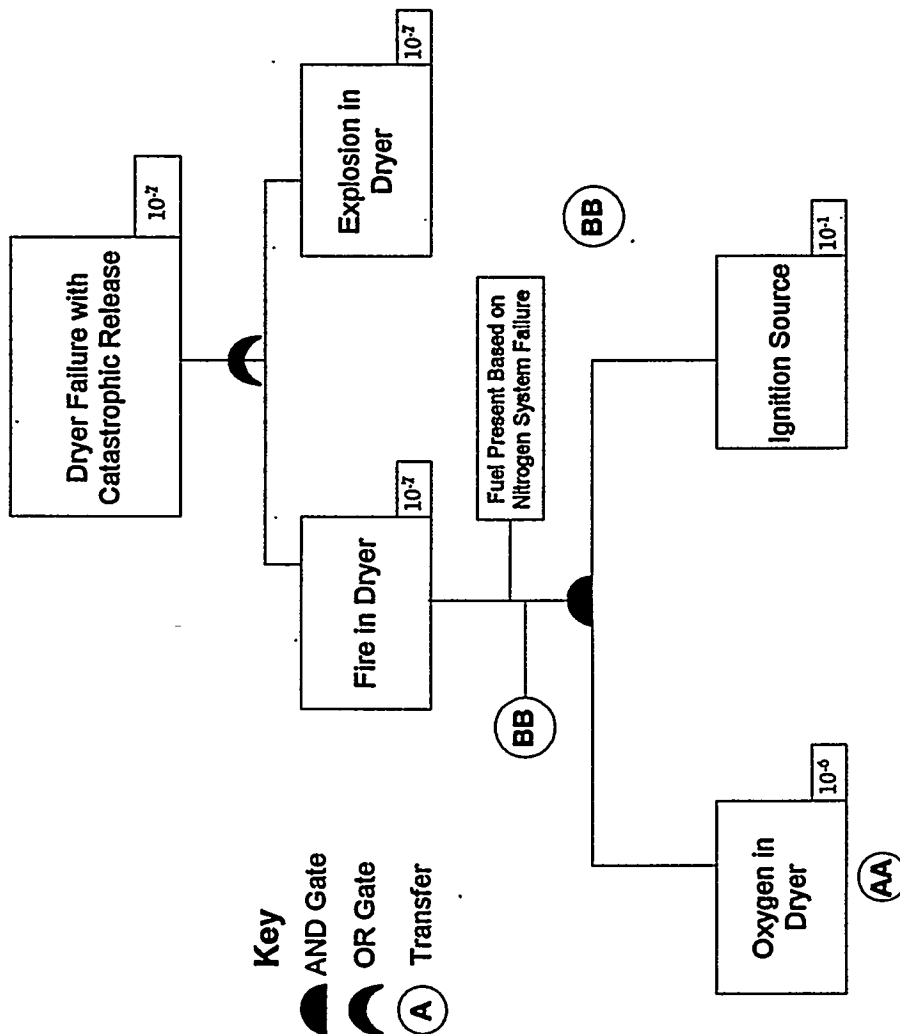 Dryer Failure with
Catastrophic Release
10-7
Fire in Dryer
10-7
Explosion in
Dryer
10-7
BB
Fuel Present Based on
Nitrogen System Failure
BB
Oxygen in
Dryer
10-6
AA
Ignition Source
10-1
Key
AND Gate
OR Gate
A Transfer